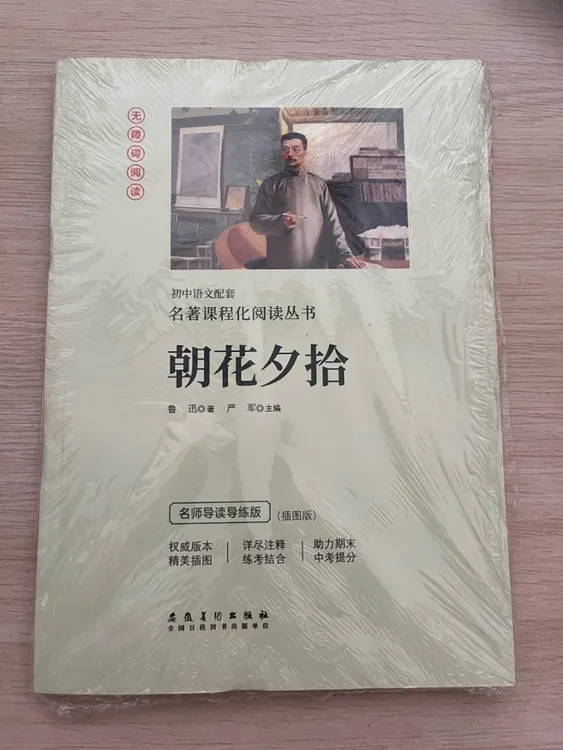 无障碍阅读
初中语文配套
名著课程化阅读丛书
朝花夕拾
鲁 迅◎著 严 军◎主编
名师导读导练版 (插图版)
权威版本 详尽注释 助力期末
精美插图 练考结合 中考提分
安徽美术出版社
全国百佳图书出版单位